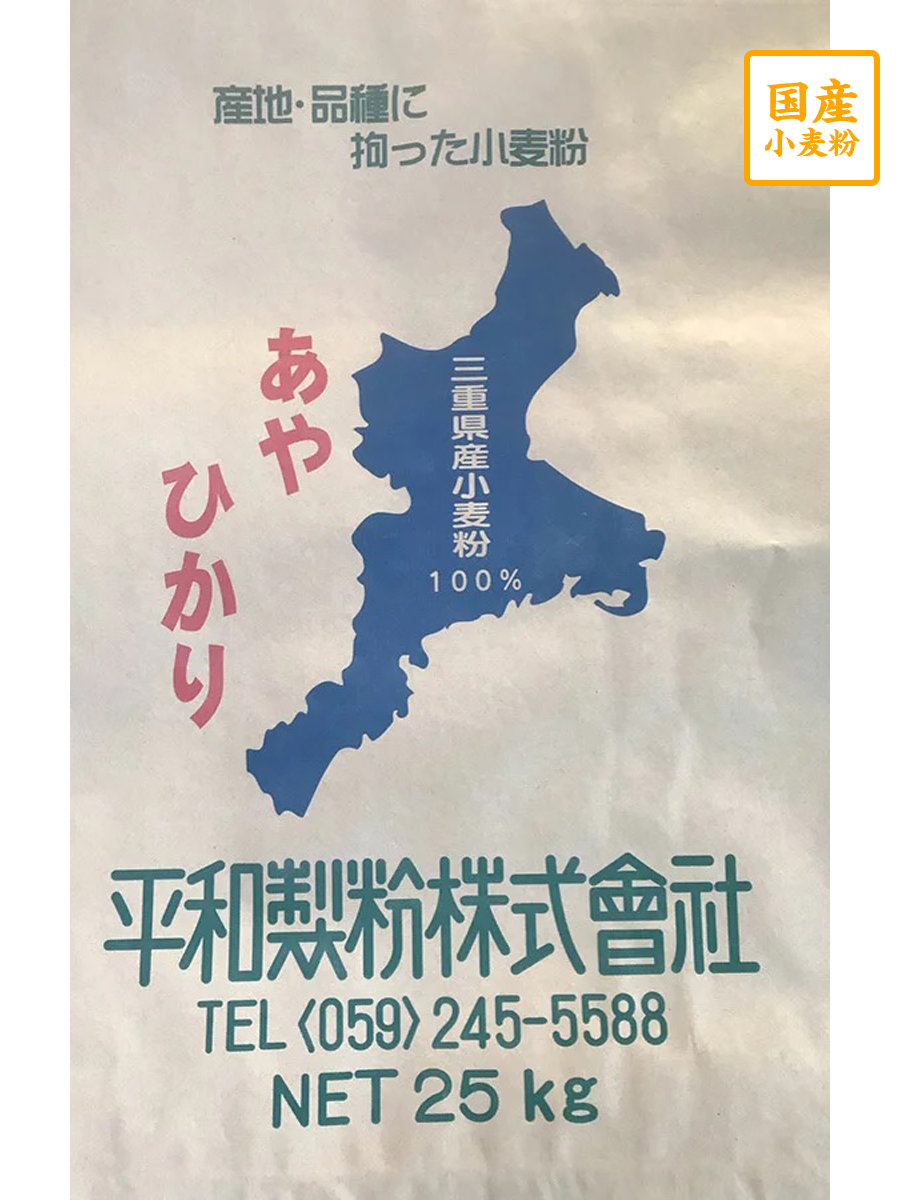 産地・品種に
拘った小麦粉
国産
小麦粉
あや
ひかり
三重県産小麦粉
100%
平和製粉株式會社
TEL〈059〉245-5588
NET 25 kg